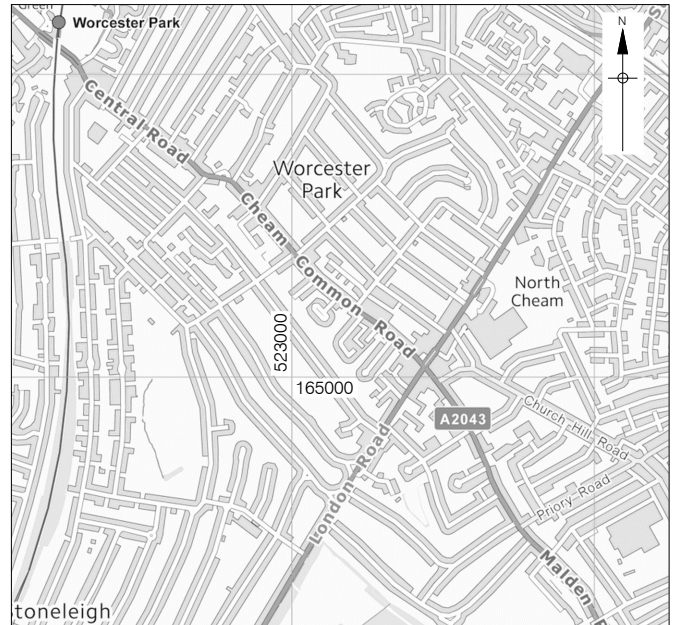 Green
Worcester Park
N
S
Central Road
Worcester
Park
Cheam Common Road
North
Cheam
523000
165000
A2043
Church Hill Road
London Road
Priory Road
Malden R
toneleigh